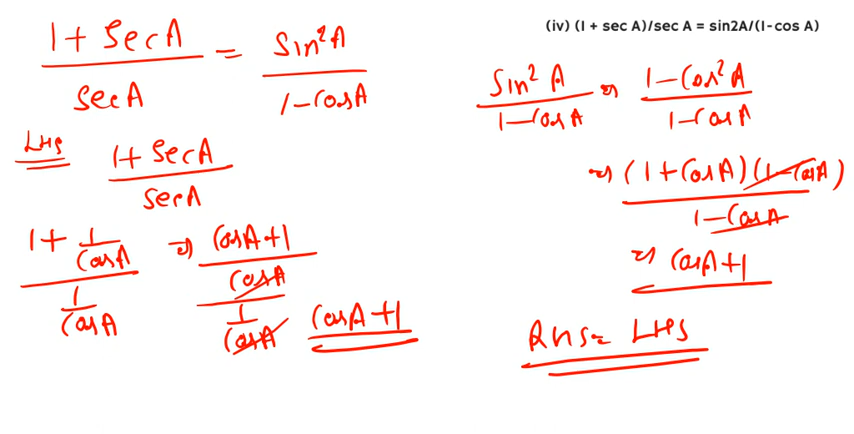 (iv) (1 + sec A)/sec A = sin2A/(1-cos A)
1 + SecA / SecA = Sin²A / 1 - CosA
LHS 1 + SecA / SecA
1 + 1/CosA / 1/CosA ⇒ CosA+1 / CosA / 1/CosA CosA+1
Sin² A / 1 - CosA ⇒ 1 - Cos²A / 1 - CosA
⇒ (1+CosA)(1-CosA) / 1 - CosA
⇒ CosA+1
RHS = LHS